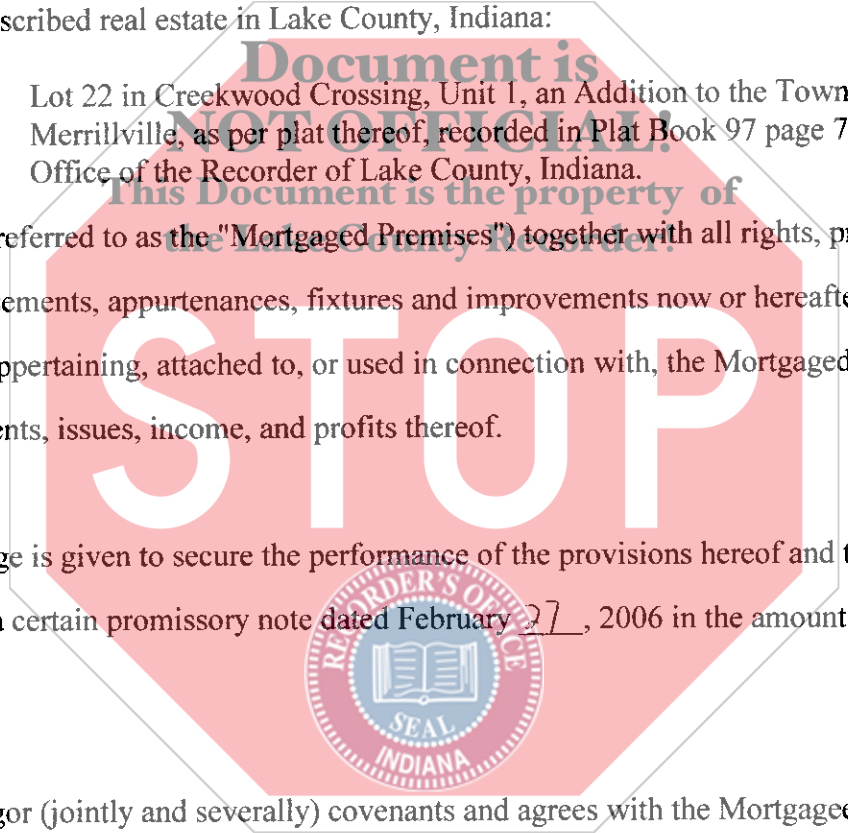 scribed real estate in Lake County, Indiana:
Document is
Lot 22 in Creekwood Crossing, Unit 1, an Addition to the Town
NOT OFFICIAL!
Merrillville, as per plat thereof, recorded in Plat Book 97 page 7
Office of the Recorder of Lake County, Indiana.
This Document is the property of
the Lake County Recorder!
referred to as the "Mortgaged Premises") together with all rights, pr
ements, appurtenances, fixtures and improvements now or hereafte
ppertaining, attached to, or used in connection with, the Mortgaged
STOP
ents, issues, income, and profits thereof.
ge is given to secure the performance of the provisions hereof and t
a certain promissory note dated February 27, 2006 in the amount
RECORDER'S OFFICE
SEAL
INDIANA
gor (jointly and severally) covenants and agrees with the Mortgagee